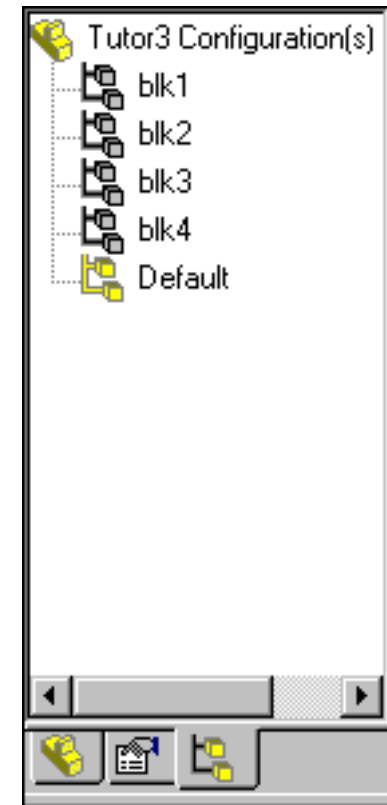 Tutor3 Configuration(s)
blk1
blk2
blk3
blk4
Default